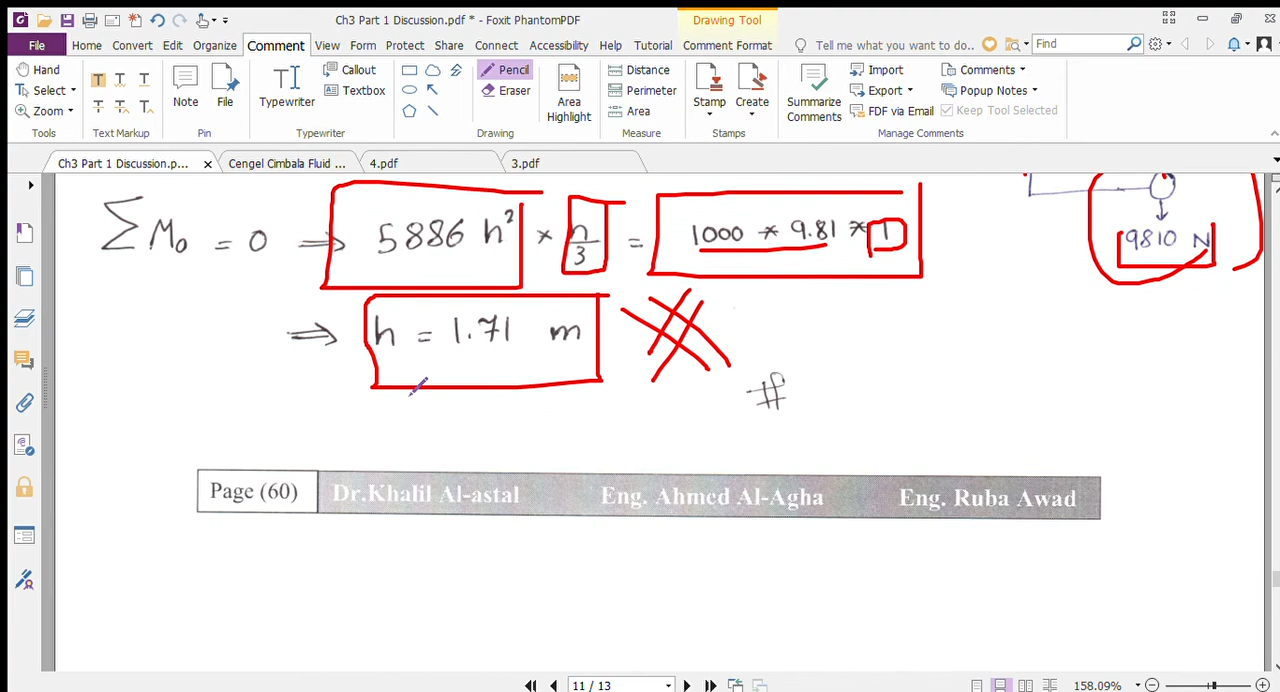 Ch3 Part 1 Discussion.pdf * - Foxit PhantomPDF
Drawing Tool
File Home Convert Edit Organize Comment View Form Protect Share Connect Accessibility Help Tutorial Comment Format Tell me what you want to do.. Find
Hand
Select
Zoom
Tools
Text Markup
Note
File
Pin
Typewriter
Callout
Textbox
Typewriter
Pencil
Eraser
Drawing
Area Highlight
Distance
Perimeter
Area
Measure
Stamp
Create
Stamps
Summarize Comments
Import
Export
FDF via Email
Comments
Popup Notes
Keep Tool Selected
Manage Comments
Ch3 Part 1 Discussion.p... × Cengel Cimbala Fluid ... 4.pdf 3.pdf
∑ M₀ = 0 ⟹ 5886 h² * h/3 = 1000 * 9.81 * 1
9810 N
⟹ h = 1.71 m
#
Page (60) Dr.Khalil Al-astal Eng. Ahmed Al-Agha Eng. Ruba Awad
11 / 13
158.09%